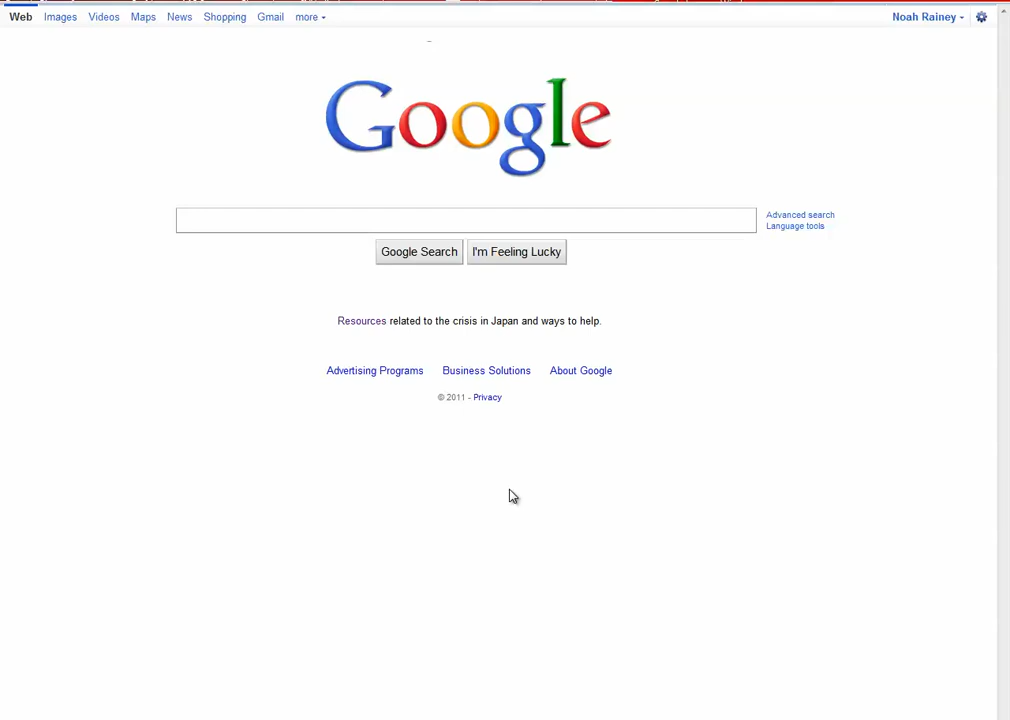 Web Images Videos Maps News Shopping Gmail more Noah Rainey
Google
Advanced search
Language tools
Google Search I'm Feeling Lucky
Resources related to the crisis in Japan and ways to help.
Advertising Programs Business Solutions About Google
© 2011 - Privacy